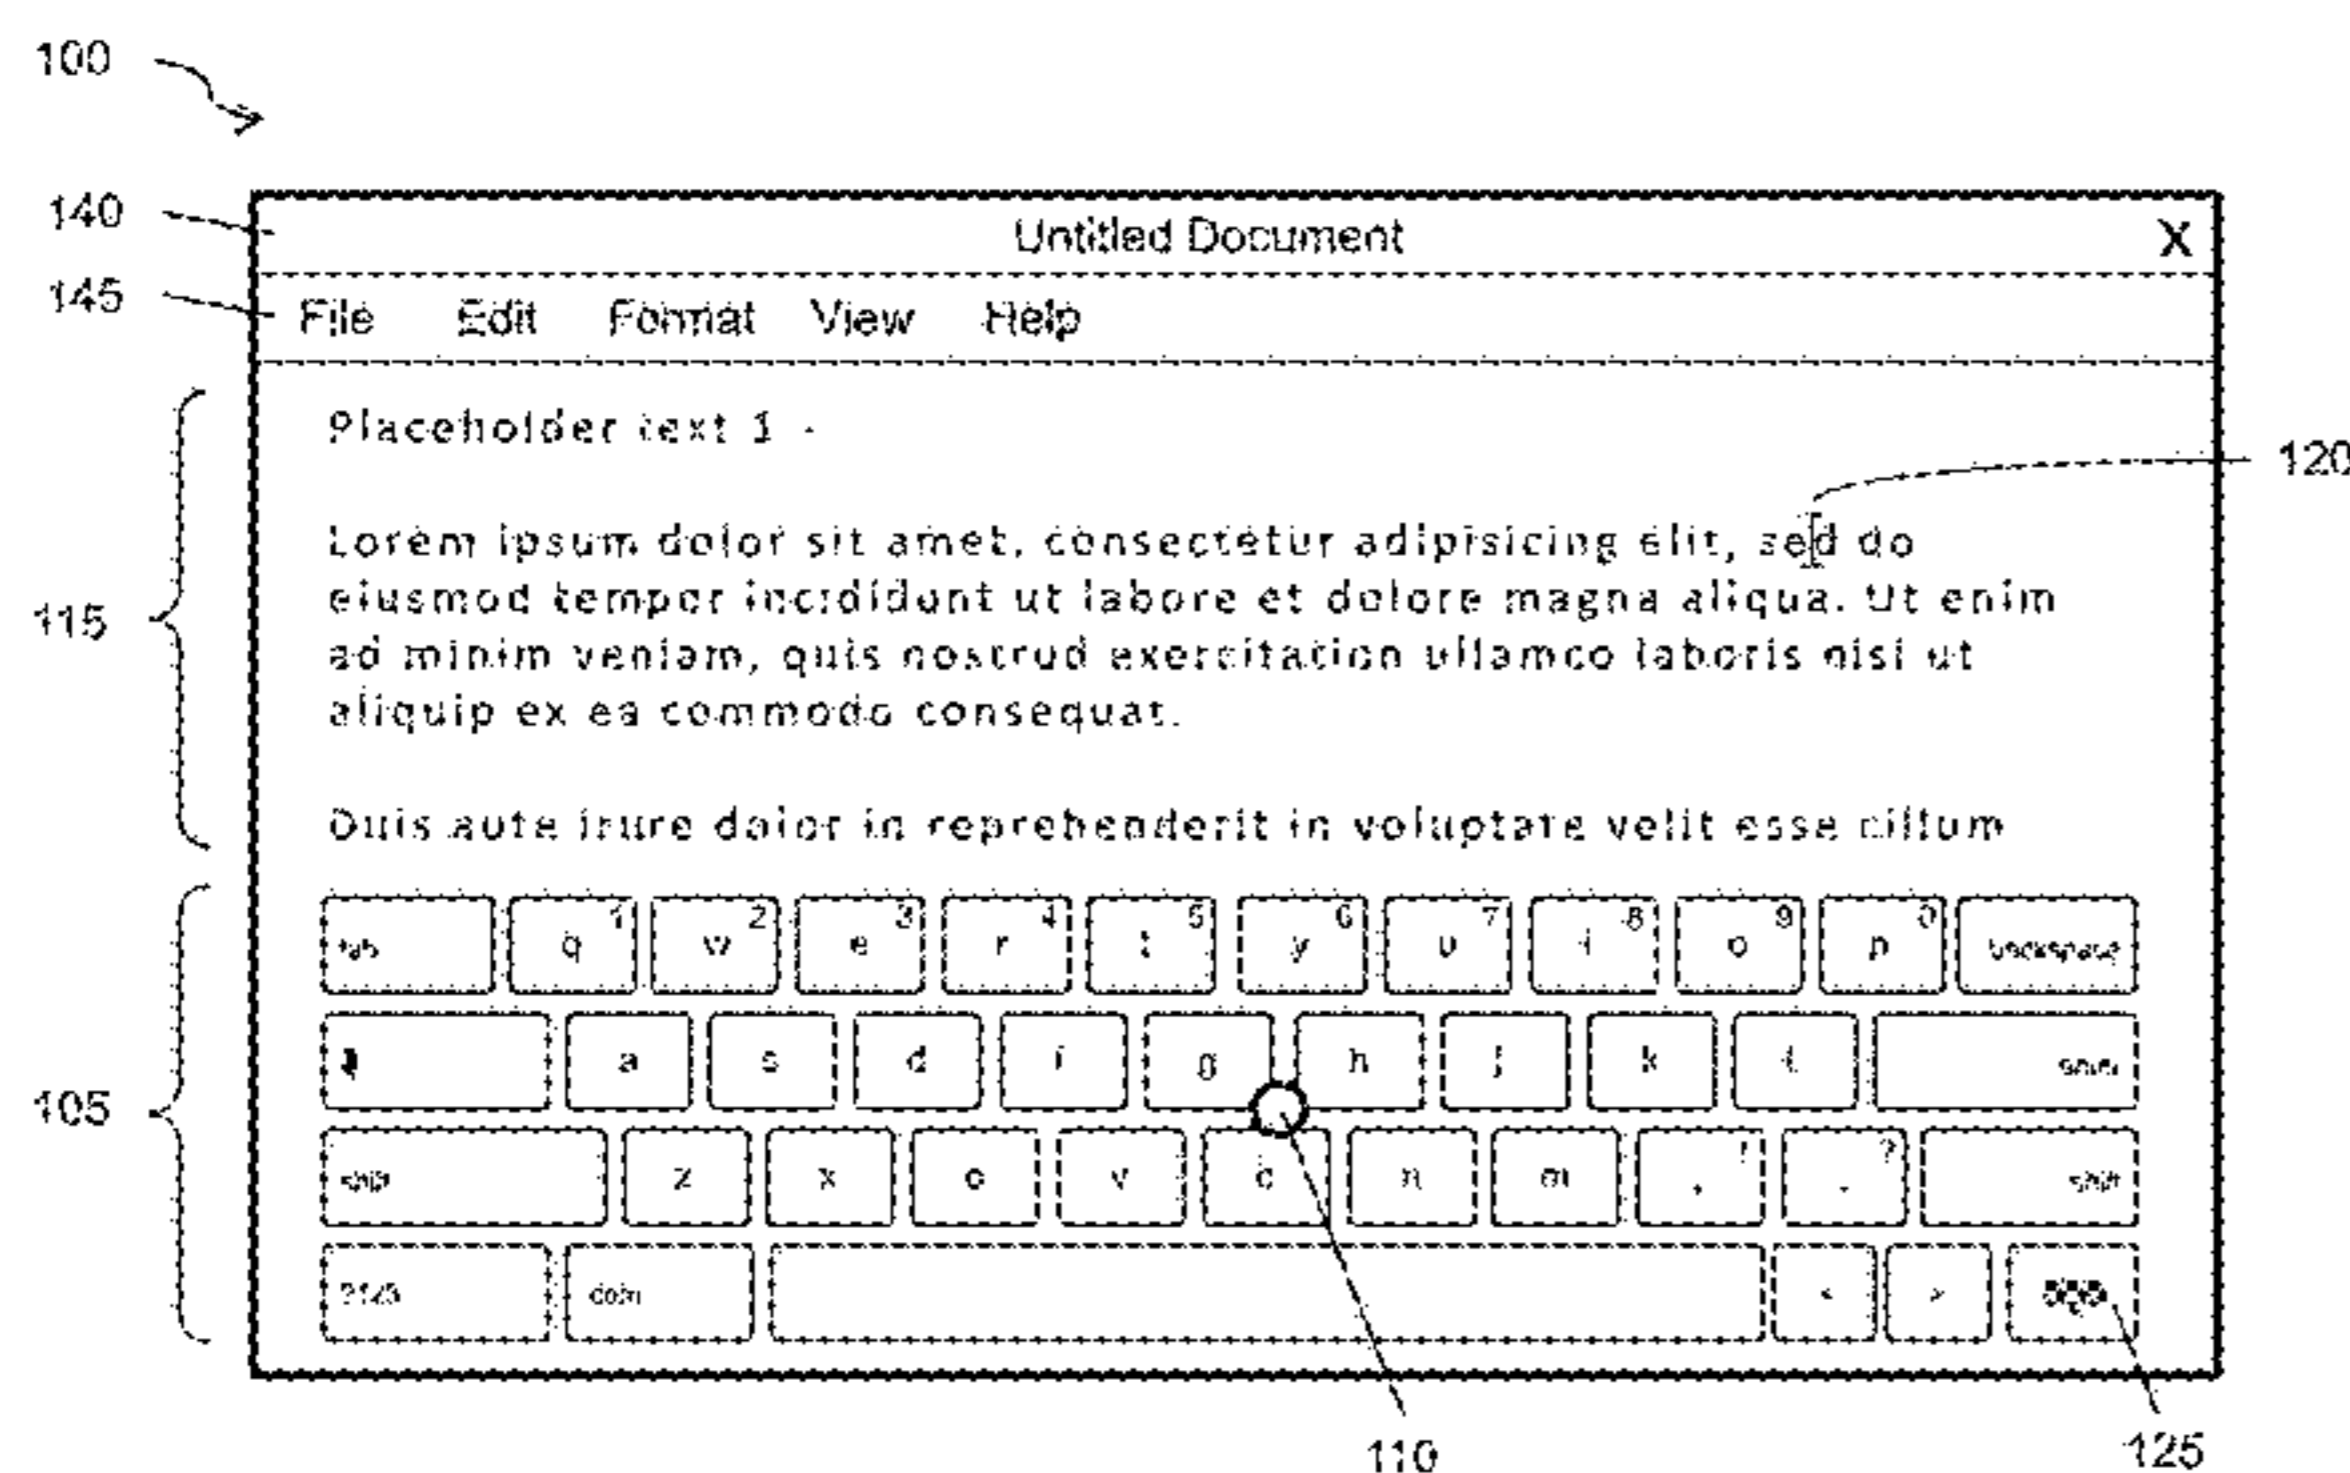 100
140
Untitled Document X
145
File Edit Format View Help
Placeholder text 1 -
120
Lorem ipsum dolor sit amet, consectetur adipisicing elit, sed do
eiusmod tempor incididunt ut labore et dolore magna aliqua. Ut enim
115
ad minim veniam, quis nostrud exercitation ullamco laboris nisi ut
aliquip ex ea commodo consequat.
Duis aute irure dolor in reprehenderit in voluptate velit esse cillum
tab q 1 w 2 e 3 r 4 t 5 y 6 u 7 i 8 o 9 p 0 backspace
a s d f g h j k l enter
105
shift z x c v b n m , ! . ? shift
?123 < >
110
125